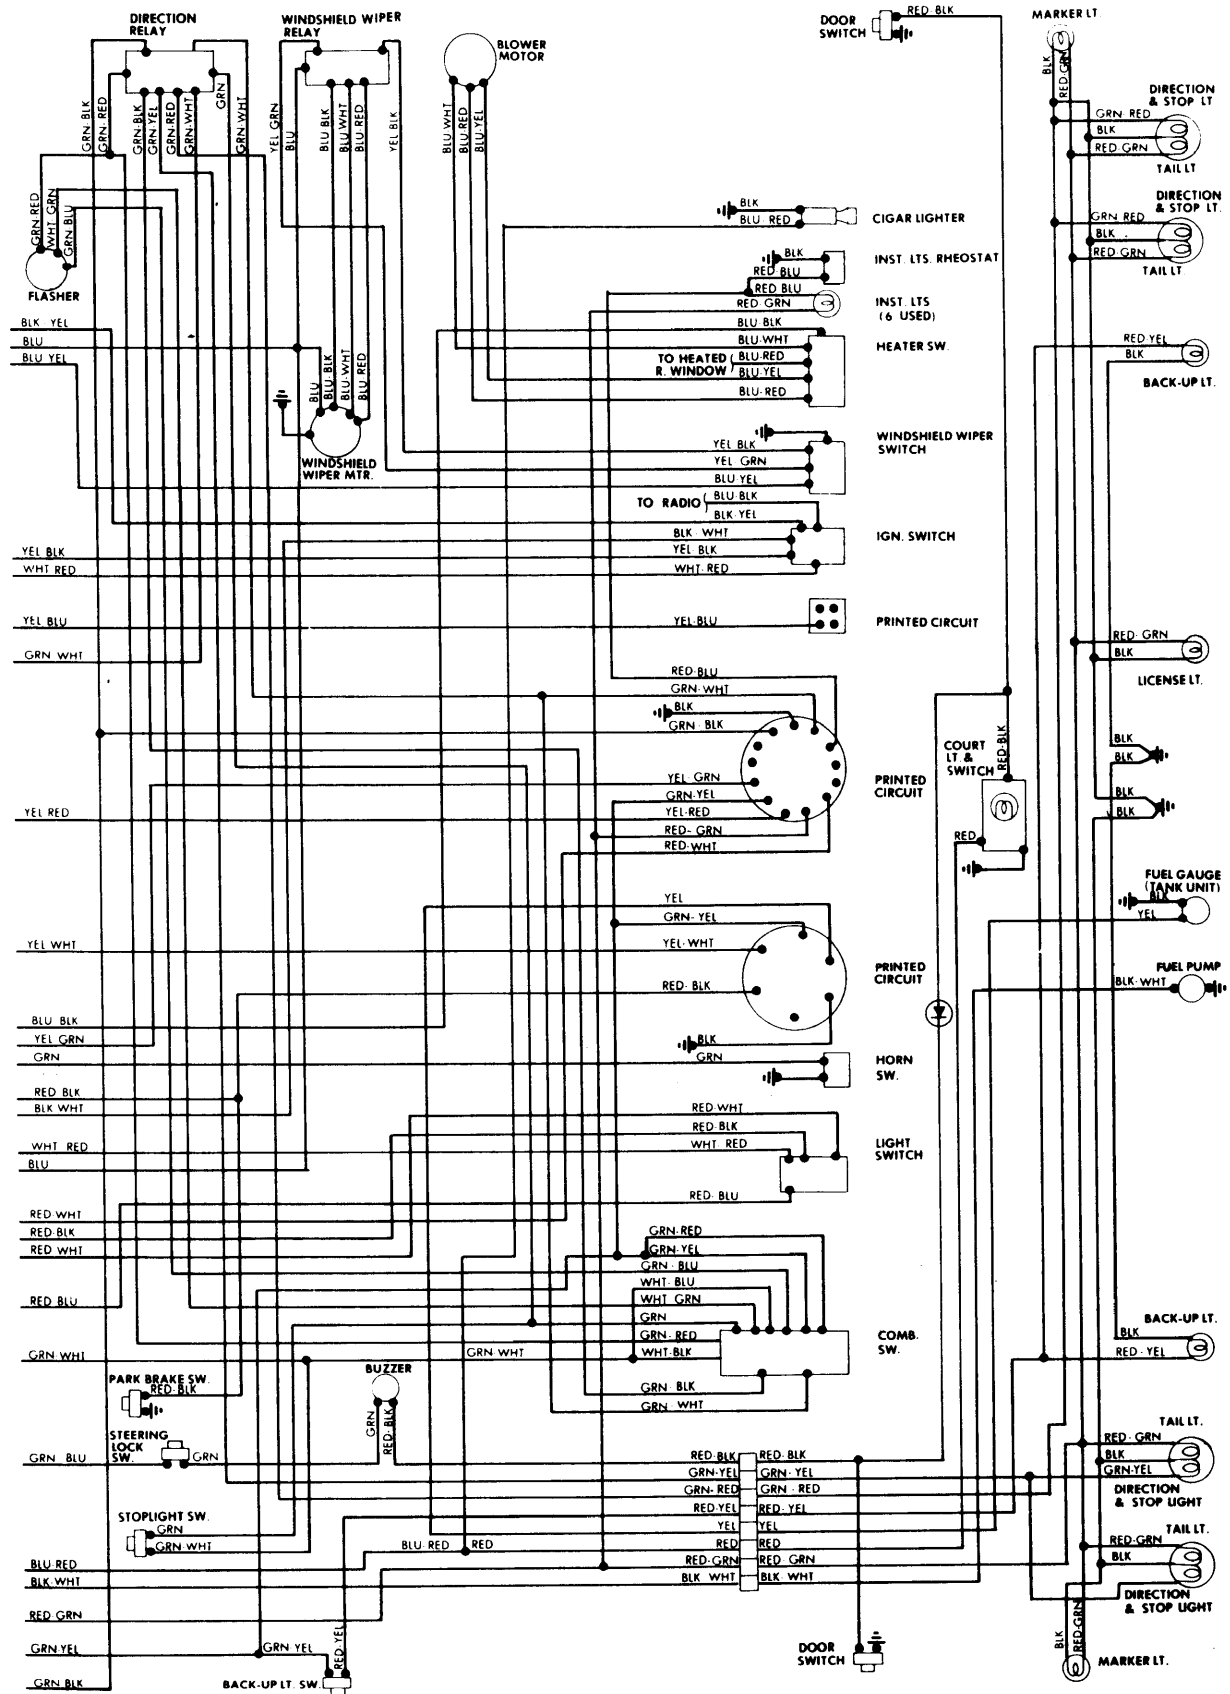 DIRECTION
RELAY
WINDSHIELD WIPER
RELAY
BLOWER
MOTOR
DOOR
SWITCH
RED-BLK
MARKER LT.
GRN-BLK
GRN-RED
GRN-BLK
GRN-YEL
GRN-RED
GRN-WHT
GRN
GRN-WHT
YEL GRN
BLU
BLU-BLK
BLU WHT
BLU-RED
YEL BLK
BLU WHT
BLU-RED
BLU-YEL
BLK
RED-GRN
DIRECTION
& STOP LT
GRN-RED
BLK
RED GRN
TAIL LT
DIRECTION
& STOP LT.
GRN RED
BLK
RED-GRN
TAIL LT.
GRN-RED
WHT GRN
GRN-BLU
FLASHER
BLK
BLU RED
CIGAR LIGHTER
BLK
RED-BLU
INST. LTS. RHEOSTAT
RED BLU
RED-GRN
INST. LTS
(6 USED)
BLK YEL
BLU
BLU YEL
BLU
BLU-BLK
BLU-WHT
BLU-RED
WINDSHIELD
WIPER MTR.
BLU-BLK
BLU-WHT
TO HEATED
R. WINDOW
BLU-RED
BLU-YEL
BLU-RED
HEATER SW.
RED-YEL
BLK
BACK-UP LT.
YEL BLK
YEL GRN
BLU-YEL
WINDSHIELD WIPER
SWITCH
TO RADIO
BLU-BLK
BLK-YEL
BLK-WHT
YEL-BLK
WHT-RED
IGN. SWITCH
YEL BLK
WHT RED
YEL BLU
YEL-BLU
PRINTED CIRCUIT
GRN WHT
RED-GRN
BLK
LICENSE LT.
RED-BLU
GRN-WHT
BLK
GRN-BLK
YEL GRN
GRN-YEL
YEL-RED
RED-GRN
RED-WHT
PRINTED
CIRCUIT
YEL RED
COURT
LT. &
SWITCH
RED-BLK
RED
BLK
BLK
BLK
BLK
FUEL GAUGE
(TANK UNIT)
BLK
YEL
FUEL PUMP
BLK-WHT
YEL
GRN-YEL
YEL-WHT
RED-BLK
BLK
PRINTED
CIRCUIT
YEL WHT
BLU BLK
YEL GRN
GRN
GRN
HORN
SW.
RED BLK
BLK WHT
WHT RED
BLU
RED-WHT
RED-BLK
WHT RED
RED-BLU
LIGHT
SWITCH
RED-WHT
RED-BLK
RED WHT
RED BLU
GRN-RED
GRN-YEL
GRN-BLU
WHT-BLU
WHT GRN
GRN
GRN-RED
WHT-BLK
GRN-BLK
GRN WHT
COMB.
SW.
GRN-WHT
GRN-WHT
BACK-UP LT.
BLK
RED-YEL
PARK BRAKE SW.
RED-BLK
BUZZER
GRN
RED-BLK
STEERING
LOCK
SW.
GRN BLU
GRN
RED-BLK RED-BLK
GRN-YEL GRN-YEL
GRN-RED GRN-RED
RED-YEL RED-YEL
YEL YEL
RED RED
RED-GRN RED GRN
BLK WHT BLK-WHT
TAIL LT.
RED-GRN
BLK
GRN-YEL
DIRECTION
& STOP LIGHT
STOPLIGHT SW.
GRN
GRN-WHT
BLU-RED
RED
TAIL LT.
RED-GRN
BLK
DIRECTION
& STOP LIGHT
BLU-RED
BLK-WHT
RED-GRN
GRN-YEL
GRN YEL
RED-YEL
BACK-UP LT. SW.
GRN BLK
DOOR
SWITCH
BLK
RED-GRN
MARKER LT.